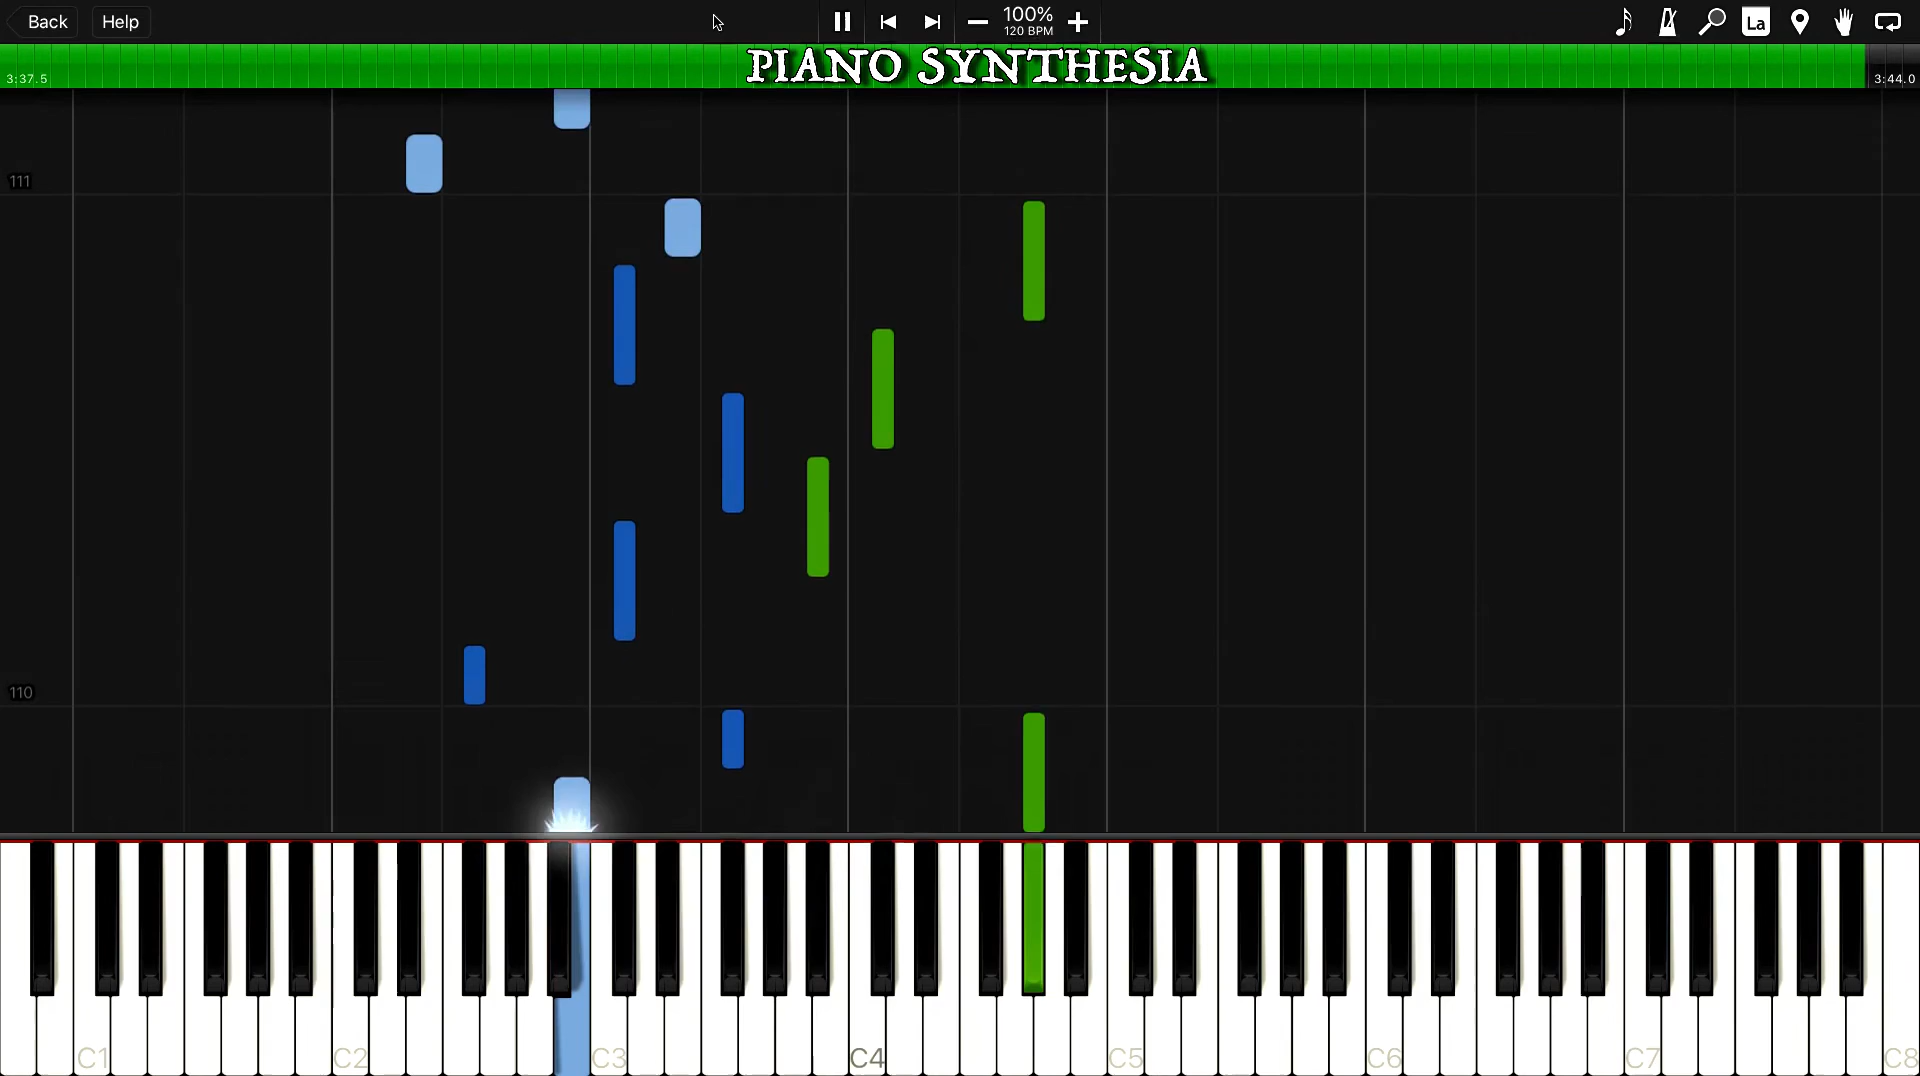 Back
Help
100%
120 BPM
La
3:37.5
PIANO SYNTHESIA
3:44.0
111
110
C1
C2
C3
C4
C5
C6
C7
C8